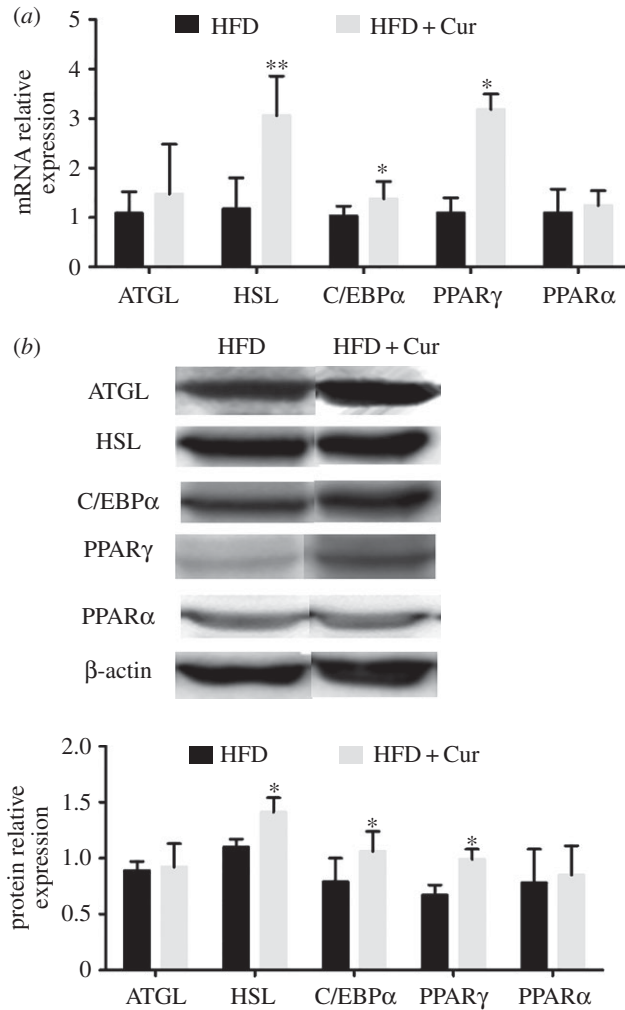 (a)
HFD HFD + Cur
mRNA relative
expression
5
4
3
2
1
0
** * *
ATGL HSL C/EBPα PPARγ PPARα
(b)
HFD HFD + Cur
ATGL
HSL
C/EBPα
PPARγ
PPARα
β-actin
HFD HFD + Cur
protein relative
expression
2.0
1.5
1.0
0.5
0
* * *
ATGL HSL C/EBPα PPARγ PPARα